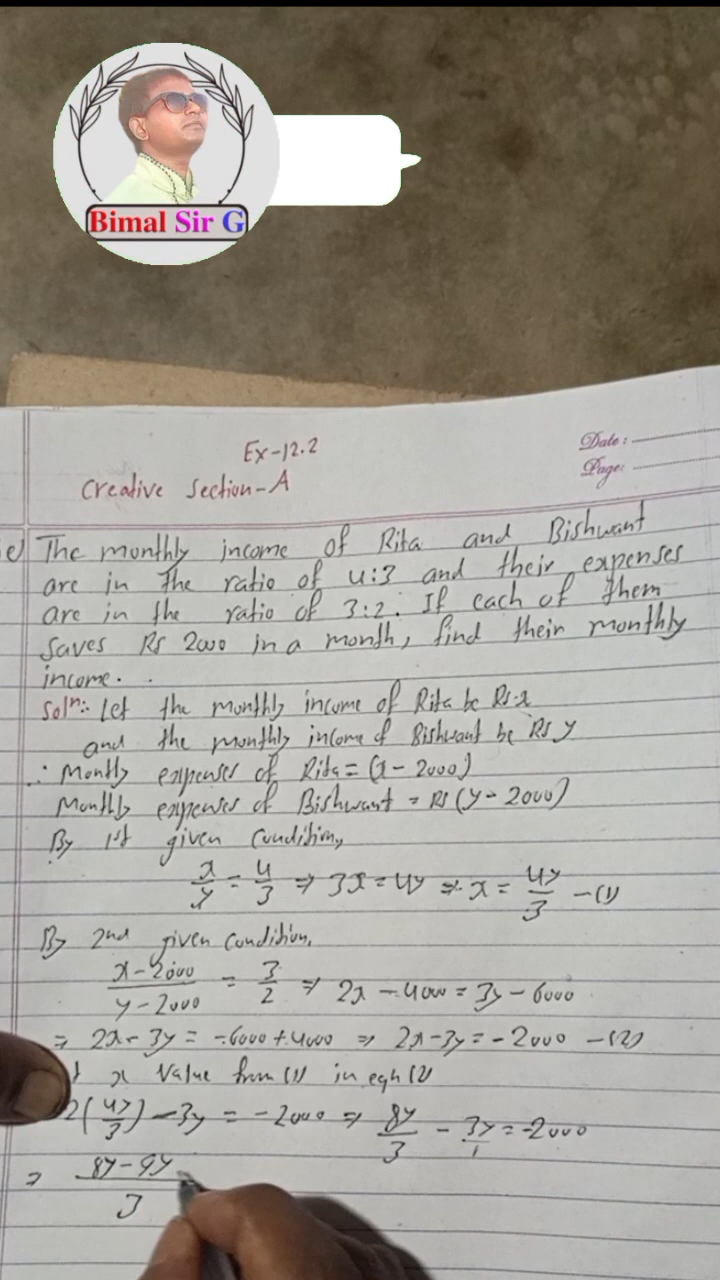 Bimal Sir G
Ex-12.2
Date:
Page:
Creative Section-A
e) The monthly income of Rita and Bishwant
are in the ratio of 4:3 and their expenses
are in the ratio of 3:2. If each of them
saves Rs 2000 in a month, find their monthly
income.
Solⁿ:- Let the monthly income of Rita be Rs.x
and the monthly income of Bishwant be Rs y
∴ Montly expenses of Rita = (x - 2000)
Monthly expenses of Bishwant = Rs (y - 2000)
By 1st given Condition,
x/y = 4/3 ⇒ 3x = 4y ⇒ x = 4y/3 -(1)
By 2nd given Condition,
x-2000/y-2000 = 3/2 ⇒ 2x - 4000 = 3y - 6000
⇒ 2x - 3y = -6000 + 4000 ⇒ 2x - 3y = -2000 -(2)
x Value from (1) in eqn (2)
2(4y/3) - 3y = -2000 ⇒ 8y/3 - 3y/1 = -2000
⇒ 8y - 9y/3